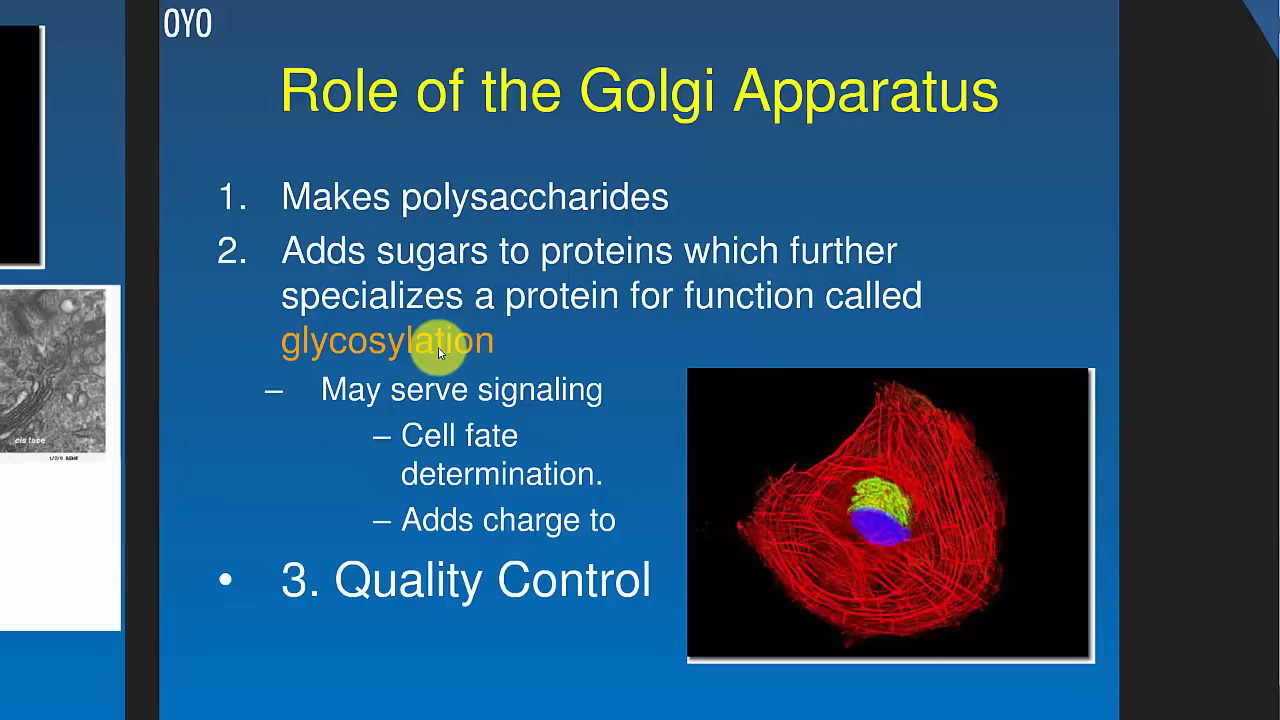 OYO
Role of the Golgi Apparatus
1. Makes polysaccharides
2. Adds sugars to proteins which further
specializes a protein for function called
glycosylation
– May serve signaling
– Cell fate
determination.
– Adds charge to
• 3. Quality Control
cis face